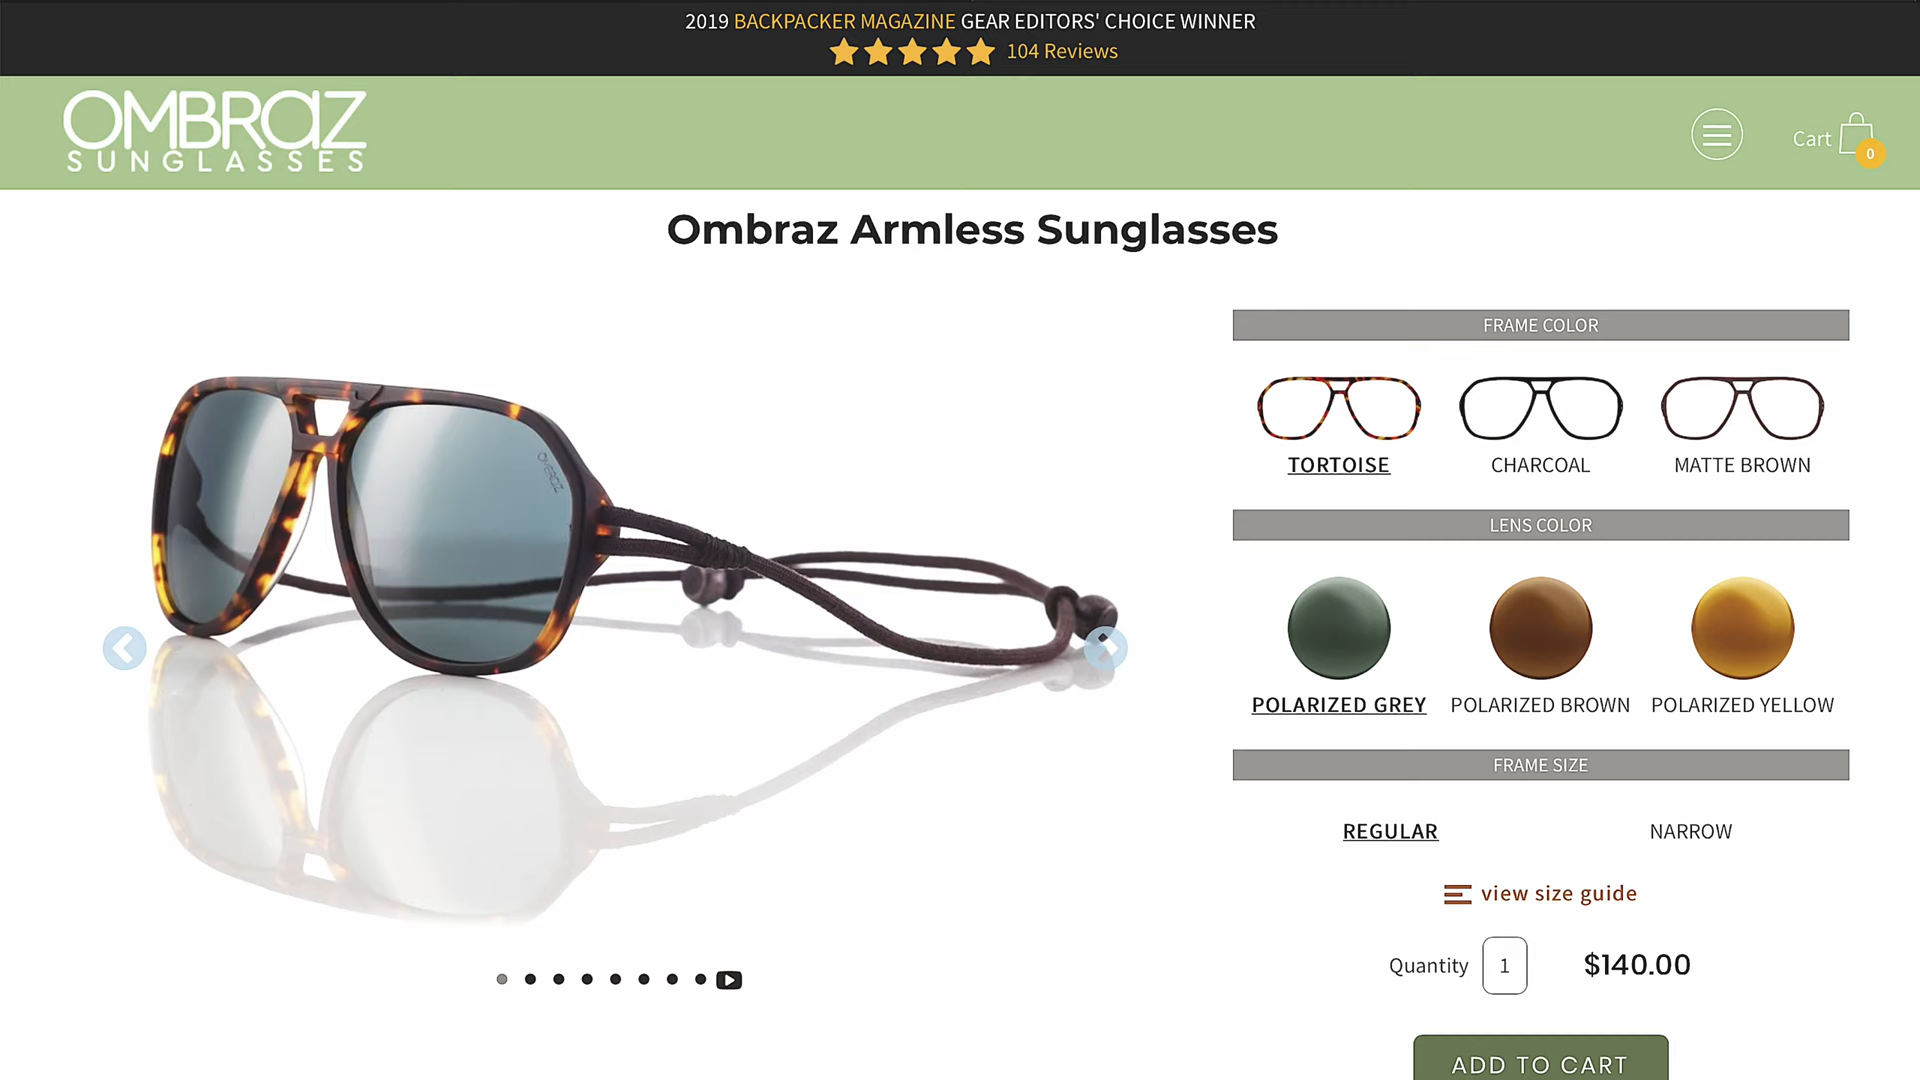 2019 BACKPACKER MAGAZINE GEAR EDITORS' CHOICE WINNER
104 Reviews
OMBRAZ
SUNGLASSES
Cart
0
Ombraz Armless Sunglasses
FRAME COLOR
TORTOISE CHARCOAL MATTE BROWN
LENS COLOR
POLARIZED GREY POLARIZED BROWN POLARIZED YELLOW
FRAME SIZE
REGULAR NARROW
view size guide
Quantity 1 $140.00
ADD TO CART
OMBRAZ